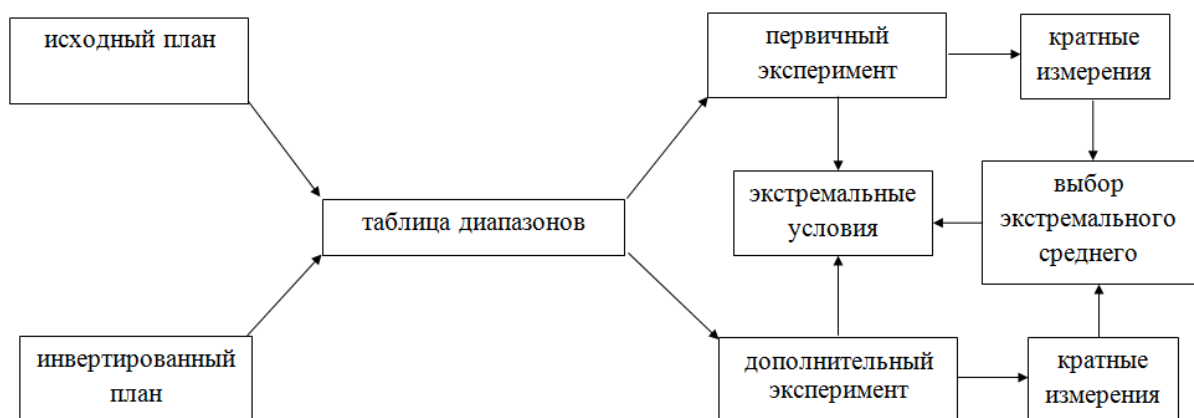 исходный план
первичный
эксперимент
кратные
измерения
таблица диапазонов
экстремальные
условия
выбор
экстремального
среднего
инвертированный
план
дополнительный
эксперимент
кратные
измерения